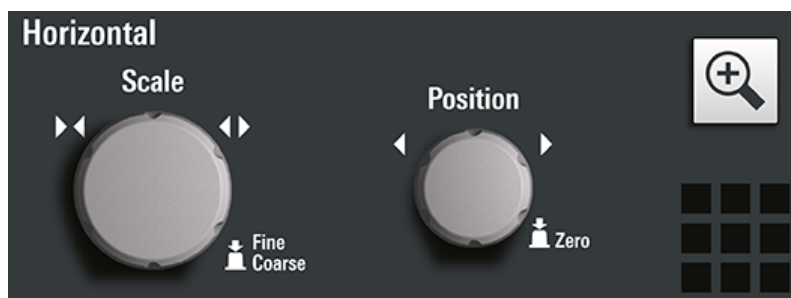 Horizontal
Scale
Position
Fine
Coarse
Zero